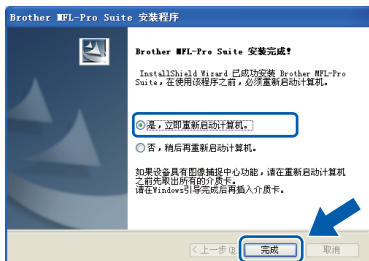 Brother MFL-Pro Suite 安装程序
Brother MFL-Pro Suite 安装完成!
InstallShield Wizard 已成功安装 Brother MFL-Pro
Suite，在使用该程序之前，必须重新启动计算机。
是，立即重新启动计算机。
否，稍后再重新启动计算机。
如果设备具有图像捕捉中心功能，请在重新启动计算机
之前先取出所有的介质卡。
请在Windows引导完成后再插入介质卡。
<上一步(B) 完成 取消